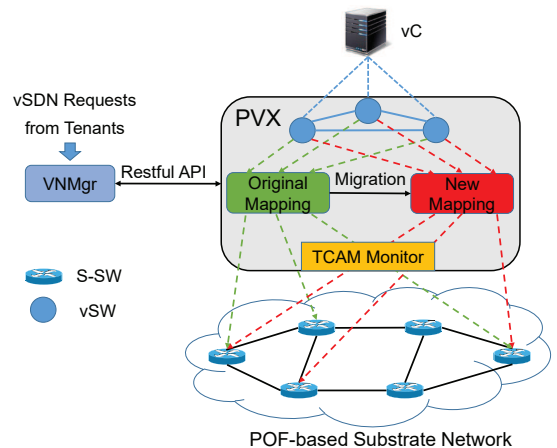 vC
vSDN Requests
from Tenants
PVX
VNMgr
Restful API
Original
Mapping
Migration
New
Mapping
TCAM Monitor
S-SW
vSW
POF-based Substrate Network